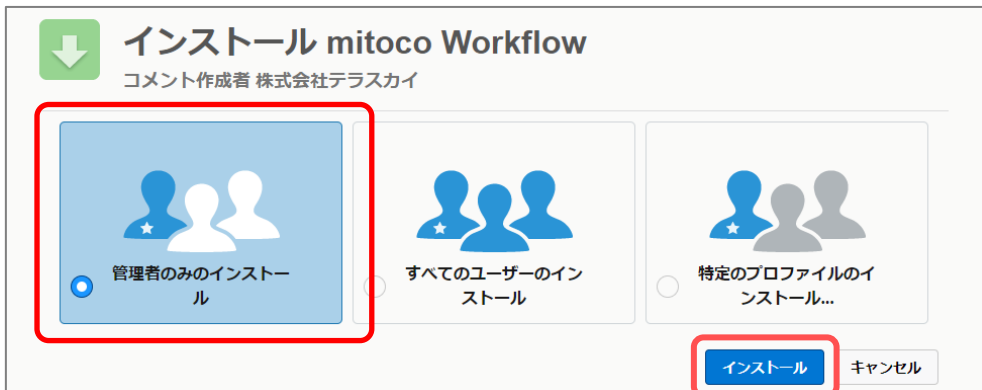 インストール mitoco Workflow
コメント作成者 株式会社テラスカイ
管理者のみのインストー
ル
すべてのユーザーのイン
ストール
特定のプロファイルのイ
ンストール...
インストール
キャンセル